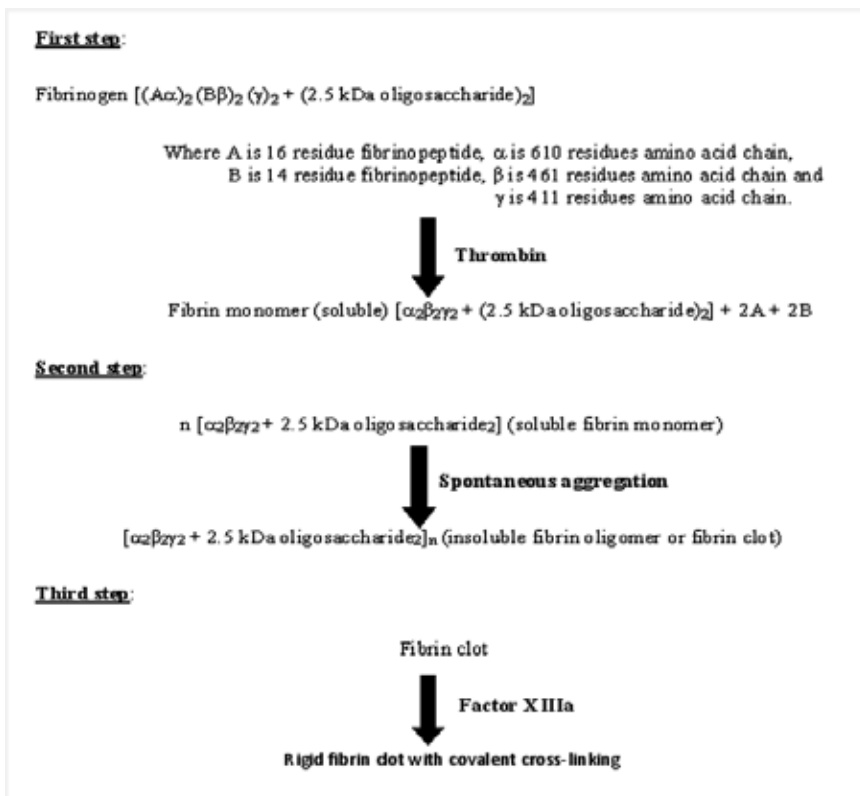 First step:
Fibrinogen [(Aα)₂(Bβ)₂(γ)₂ + (2.5 kDa oligosaccharide)₂]
Where A is 16 residue fibrinopeptide, α is 610 residues amino acid chain,
B is 14 residue fibrinopeptide, β is 461 residues amino acid chain and
γ is 411 residues amino acid chain.
Thrombin
Fibrin monomer (soluble) [α₂β₂γ₂ + (2.5 kDa oligosaccharide)₂] + 2A + 2B
Second step:
n [α₂β₂γ₂ + 2.5 kDa oligosaccharide₂] (soluble fibrin monomer)
Spontaneous aggregation
[α₂β₂γ₂ + 2.5 kDa oligosaccharide₂]ₙ (insoluble fibrin oligomer or fibrin clot)
Third step:
Fibrin clot
Factor XIIIa
Rigid fibrin clot with covalent cross-linking